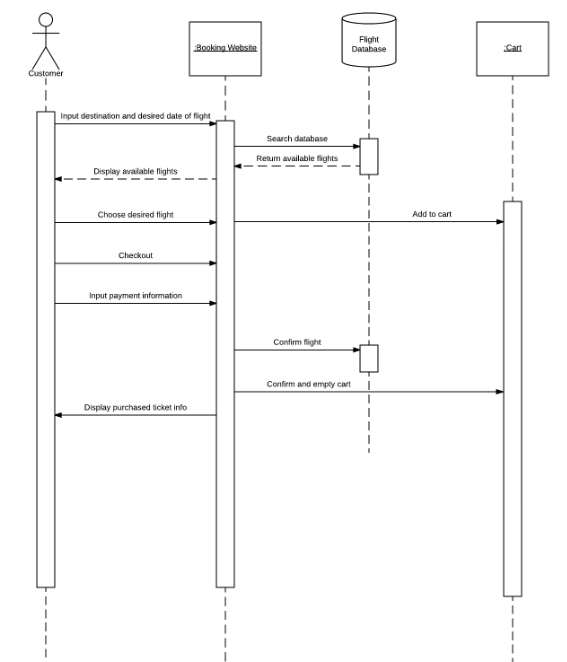 Flight
Database
:Booking Website
:Cart
Customer
Input destination and desired date of flight
Search database
Return available flights
Display available flights
Choose desired flight
Add to cart
Checkout
Input payment information
Confirm flight
Confirm and empty cart
Display purchased ticket info